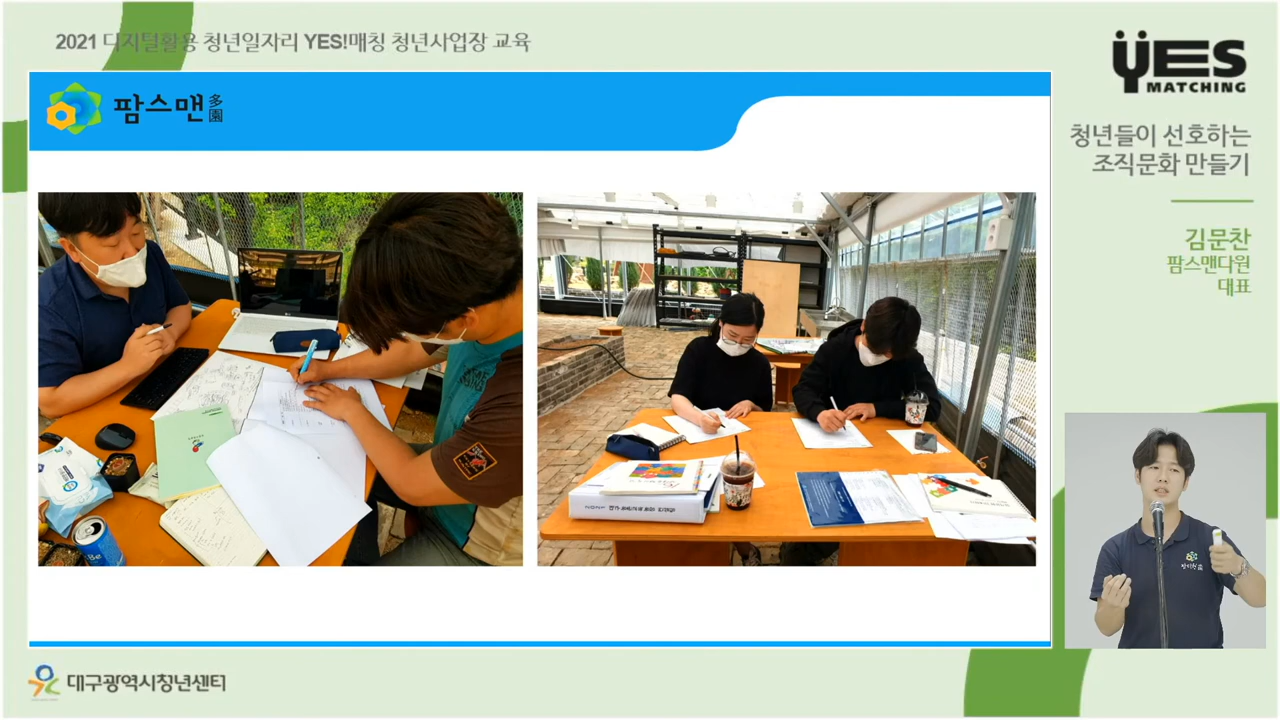 2021 디지털활용 청년일자리 YES!매칭 청년사업장 교육
YES
MATCHING
팜스맨多園
청년들이 선호하는
조직문화 만들기
김문찬
팜스맨다원
대표
대구광역시청년센터